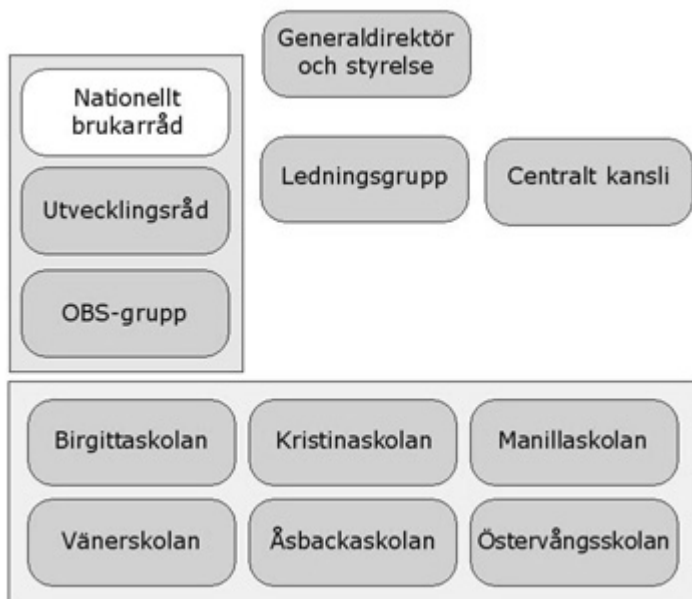 Generaldirektör
och styrelse
Nationellt
brukarråd
Ledningsgrupp
Centralt kansli
Utvecklingsråd
OBS-grupp
Birgittaskolan
Kristinaskolan
Manillaskolan
Vänerskolan
Åsbackaskolan
Östervångsskolan